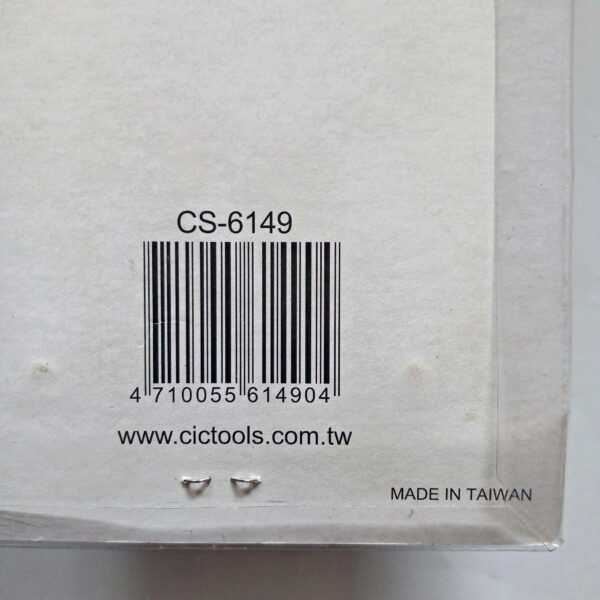 CS-6149
4 710055 614904
www.cictools.com.tw
MADE IN TAIWAN